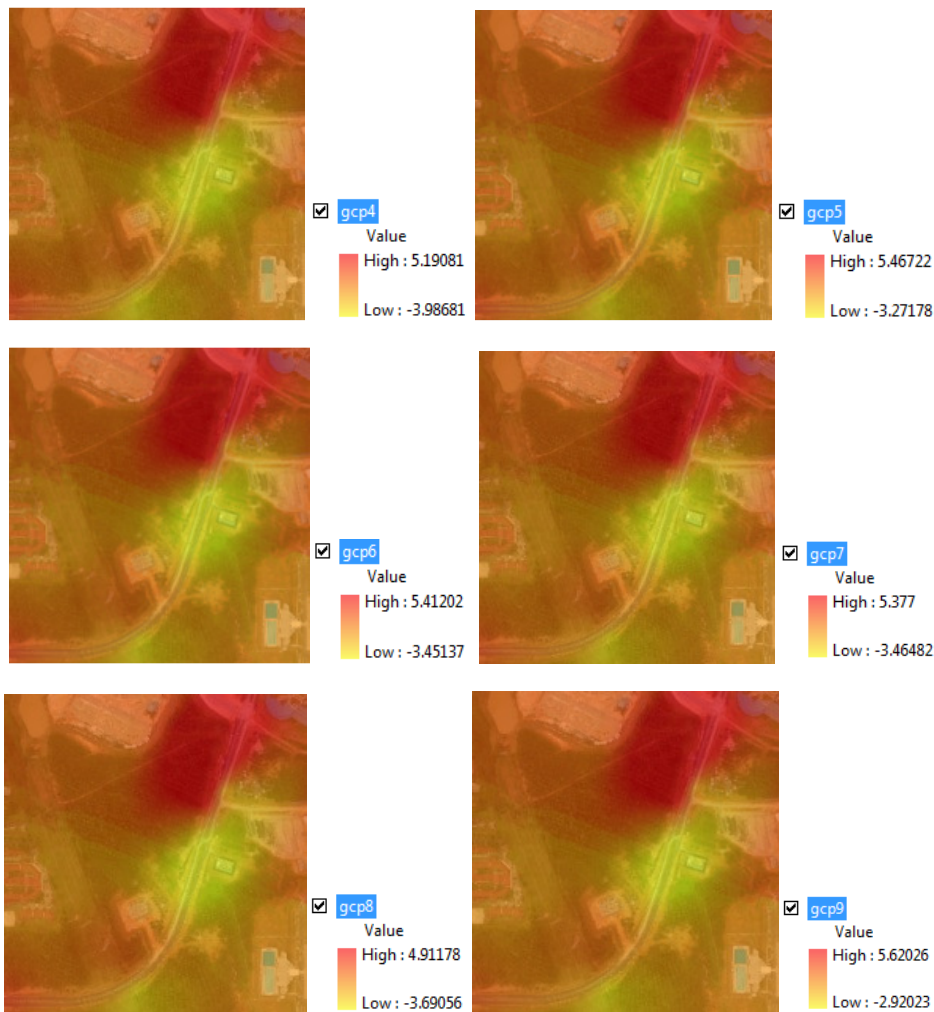 gcp4
Value
High : 5.19081
Low : -3.98681
gcp5
Value
High : 5.46722
Low : -3.27178
gcp6
Value
High : 5.41202
Low : -3.45137
gcp7
Value
High : 5.377
Low : -3.46482
gcp8
Value
High : 4.91178
Low : -3.69056
gcp9
Value
High : 5.62026
Low : -2.92023